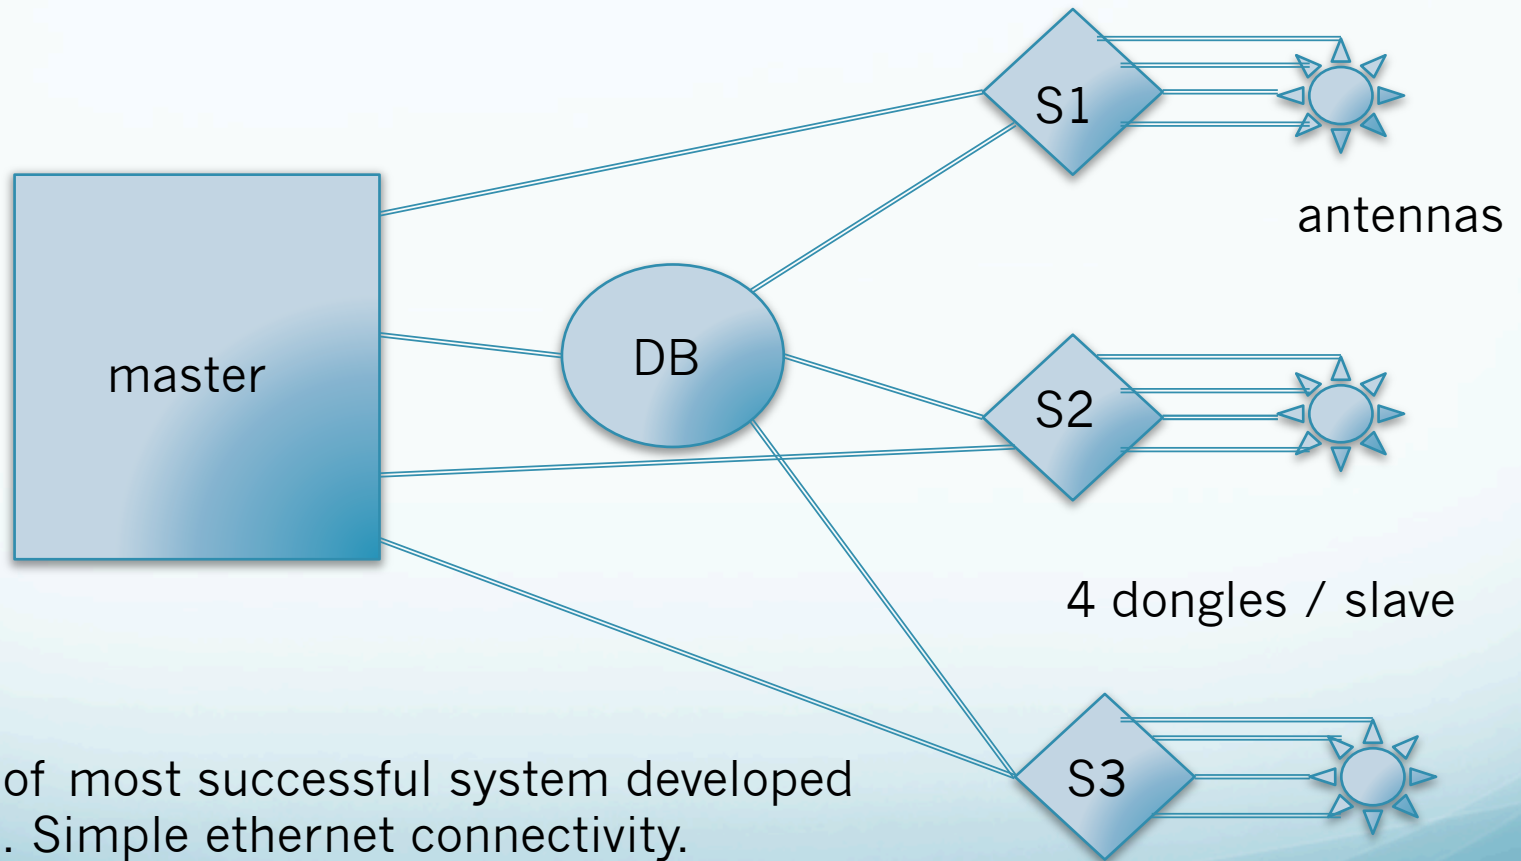 S1
antennas
master
DB
S2
4 dongles / slave
S3
of most successful system developed
. Simple ethernet connectivity.